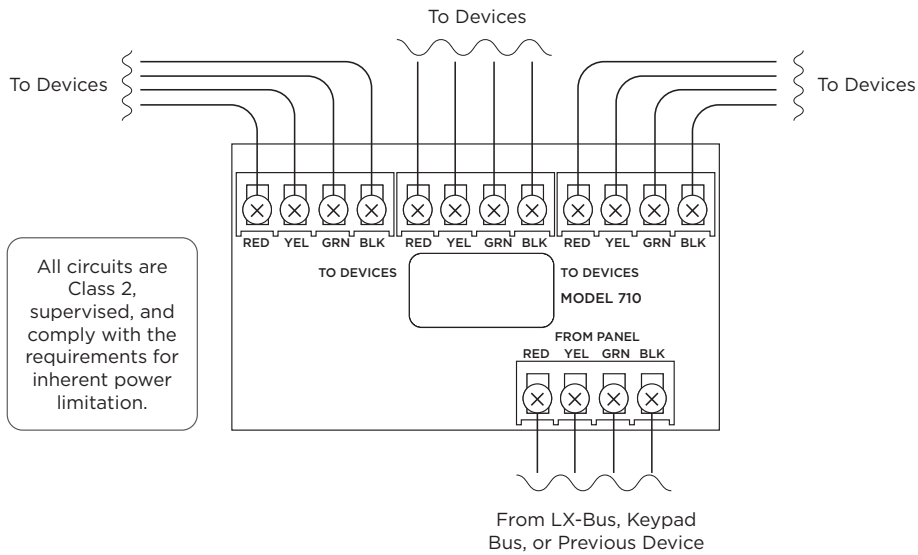 To Devices
To Devices
To Devices
RED YEL GRN BLK RED YEL GRN BLK RED YEL GRN BLK
TO DEVICES
TO DEVICES
MODEL 710
All circuits are
Class 2,
supervised, and
comply with the
requirements for
inherent power
limitation.
FROM PANEL
RED YEL GRN BLK
From LX-Bus, Keypad
Bus, or Previous Device